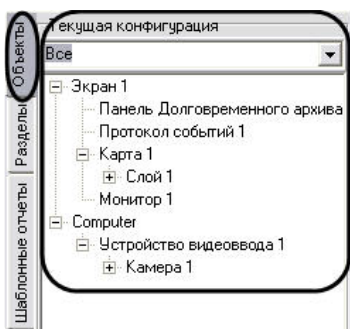 Объекты
Разделы
Шаблонные отчеты
Текущая конфигурация
Все
Экран 1
Панель Долговременного архива
Протокол событий 1
Карта 1
Слой 1
Монитор 1
Computer
Устройство видеоввода 1
Камера 1